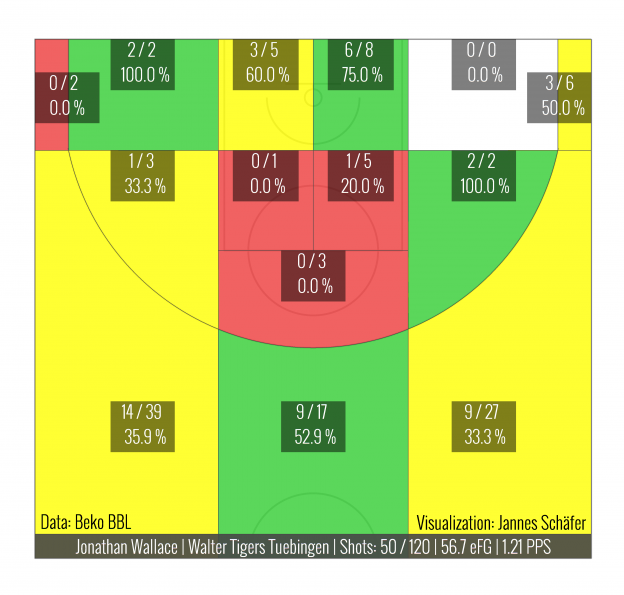 2 / 2
100.0 %
3 / 5
60.0 %
6 / 8
75.0 %
0 / 0
0.0 %
0 / 2
0.0 %
3 / 6
50.0 %
1 / 3
33.3 %
0 / 1
0.0 %
1 / 5
20.0 %
2 / 2
100.0 %
0 / 3
0.0 %
14 / 39
35.9 %
9 / 17
52.9 %
9 / 27
33.3 %
Data: Beko BBL
Visualization: Jannes Schäfer
Jonathan Wallace | Walter Tigers Tuebingen | Shots: 50 / 120 | 56.7 eFG | 1.21 PPS